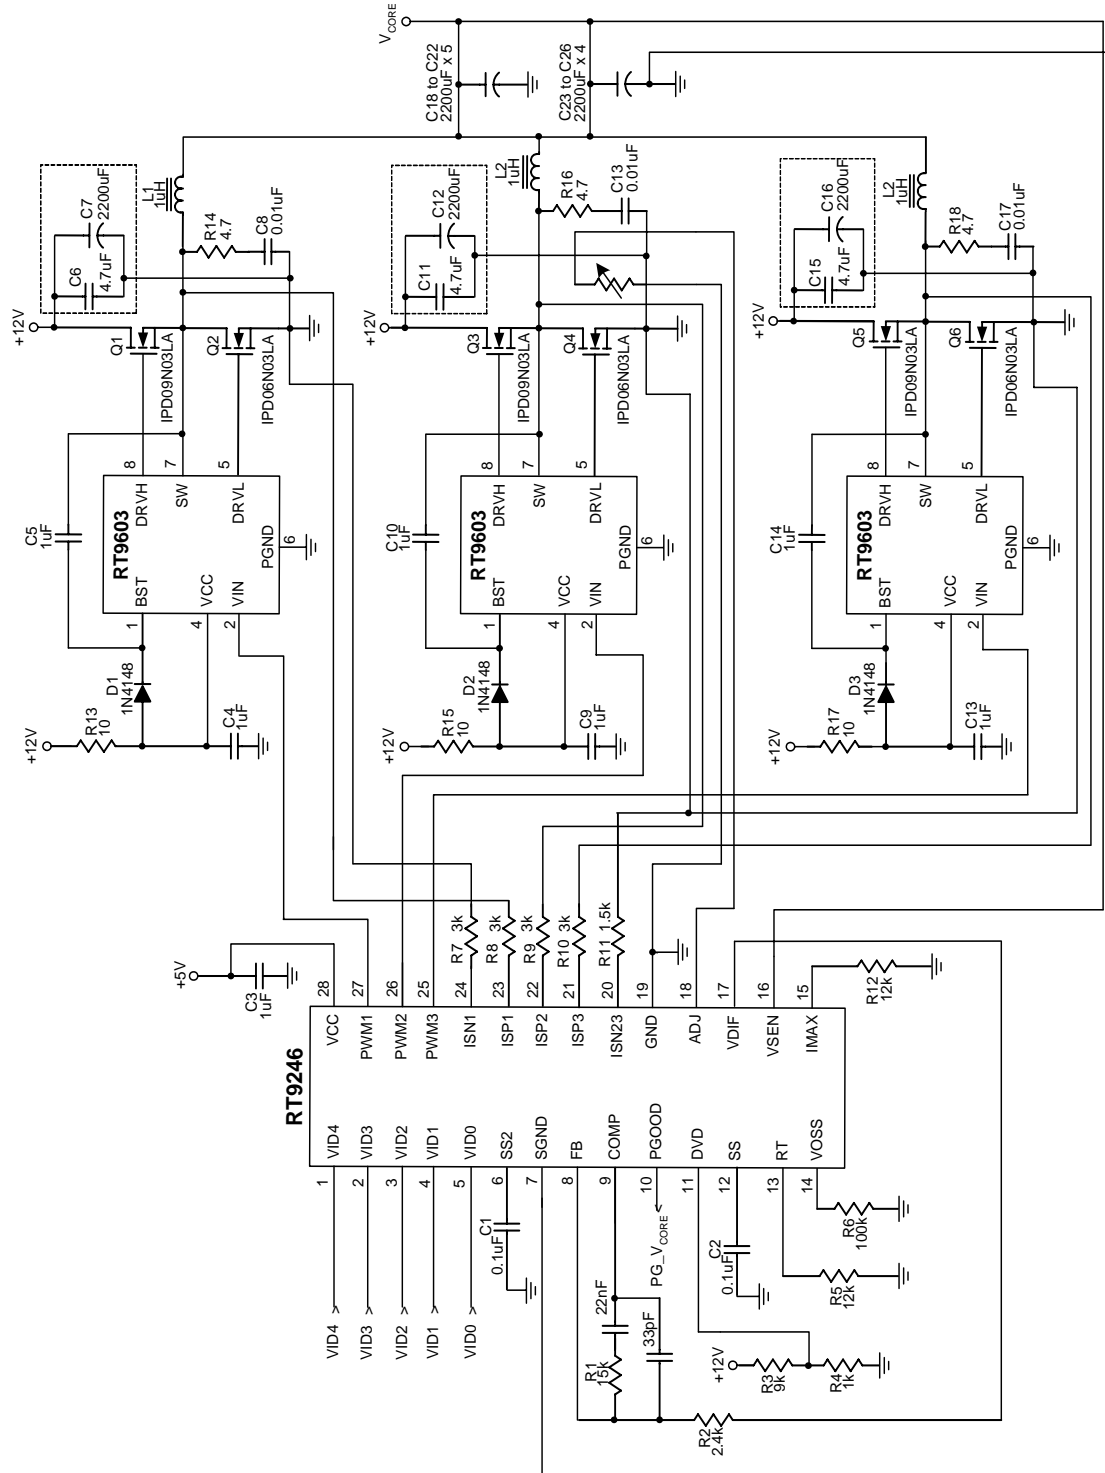 V CORE
C18 to C22
2200uF x 5
C23 to C26
2200uF x 4
L1
1uH
C7
2200uF
C6
4.7uF
R14
4.7
C8
0.01uF
+12V
Q1
IPD09N03LA
Q2
IPD06N03LA
L2
1uH
C12
2200uF
C11
4.7uF
R16
4.7
C13
0.01uF
+12V
Q3
IPD09N03LA
Q4
IPD06N03LA
L2
1uH
C16
2200uF
C15
4.7uF
R18
4.7
C17
0.01uF
+12V
Q5
IPD09N03LA
Q6
IPD06N03LA
C5
1uF
RT9603
8 DRVH
7 SW
5 DRVL
6 PGND
1 BST
4 VCC
2 VIN
D1
1N4148
R13
10
+12V
C4
1uF
C10
1uF
RT9603
8 DRVH
7 SW
5 DRVL
6 PGND
1 BST
4 VCC
2 VIN
D2
1N4148
R15
10
+12V
C9
1uF
C14
1uF
RT9603
8 DRVH
7 SW
5 DRVL
6 PGND
1 BST
4 VCC
2 VIN
D3
1N4148
R17
10
+12V
C13
1uF
+5V
C3
1uF
R7 3k
R8 3k
R9 3k
R10 3k
R11 1.5k
R12
12k
RT9246
28 VCC
27 PWM1
26 PWM2
25 PWM3
24 ISN1
23 ISP1
22 ISP2
21 ISP3
20 ISN23
19 GND
18 ADJ
17 VDIF
16 VSEN
15 IMAX
VID4 1
VID3 2
VID2 3
VID1 4
VID0 5
SS2 6
SGND 7
FB 8
COMP 9
PGOOD 10
DVD 11
SS 12
RT 13
VOSS 14
VID4 >
VID3 >
VID2 >
VID1 >
VID0 >
C1
0.1uF
22nF
R1
15k
33pF
PG_VCORE <
C2
0.1uF
R6
100k
R5
12k
+12V
R3
9k
R4
1k
R2
2.4k